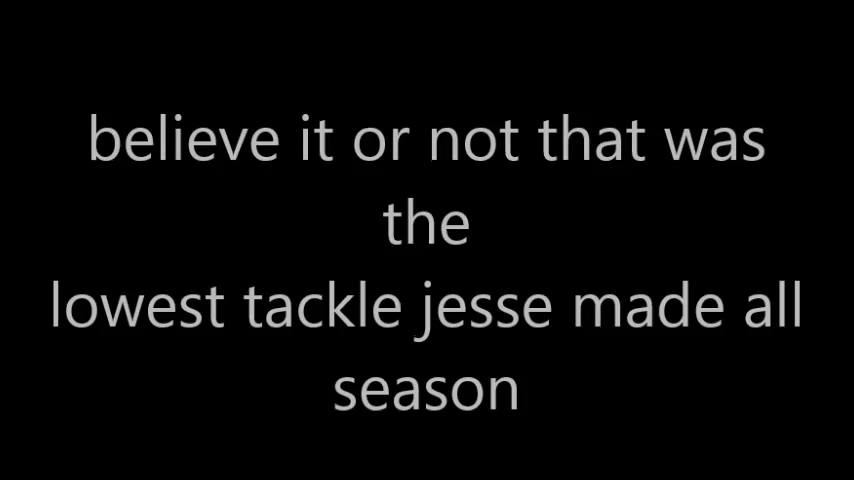 believe it or not that was
the
lowest tackle jesse made all
season